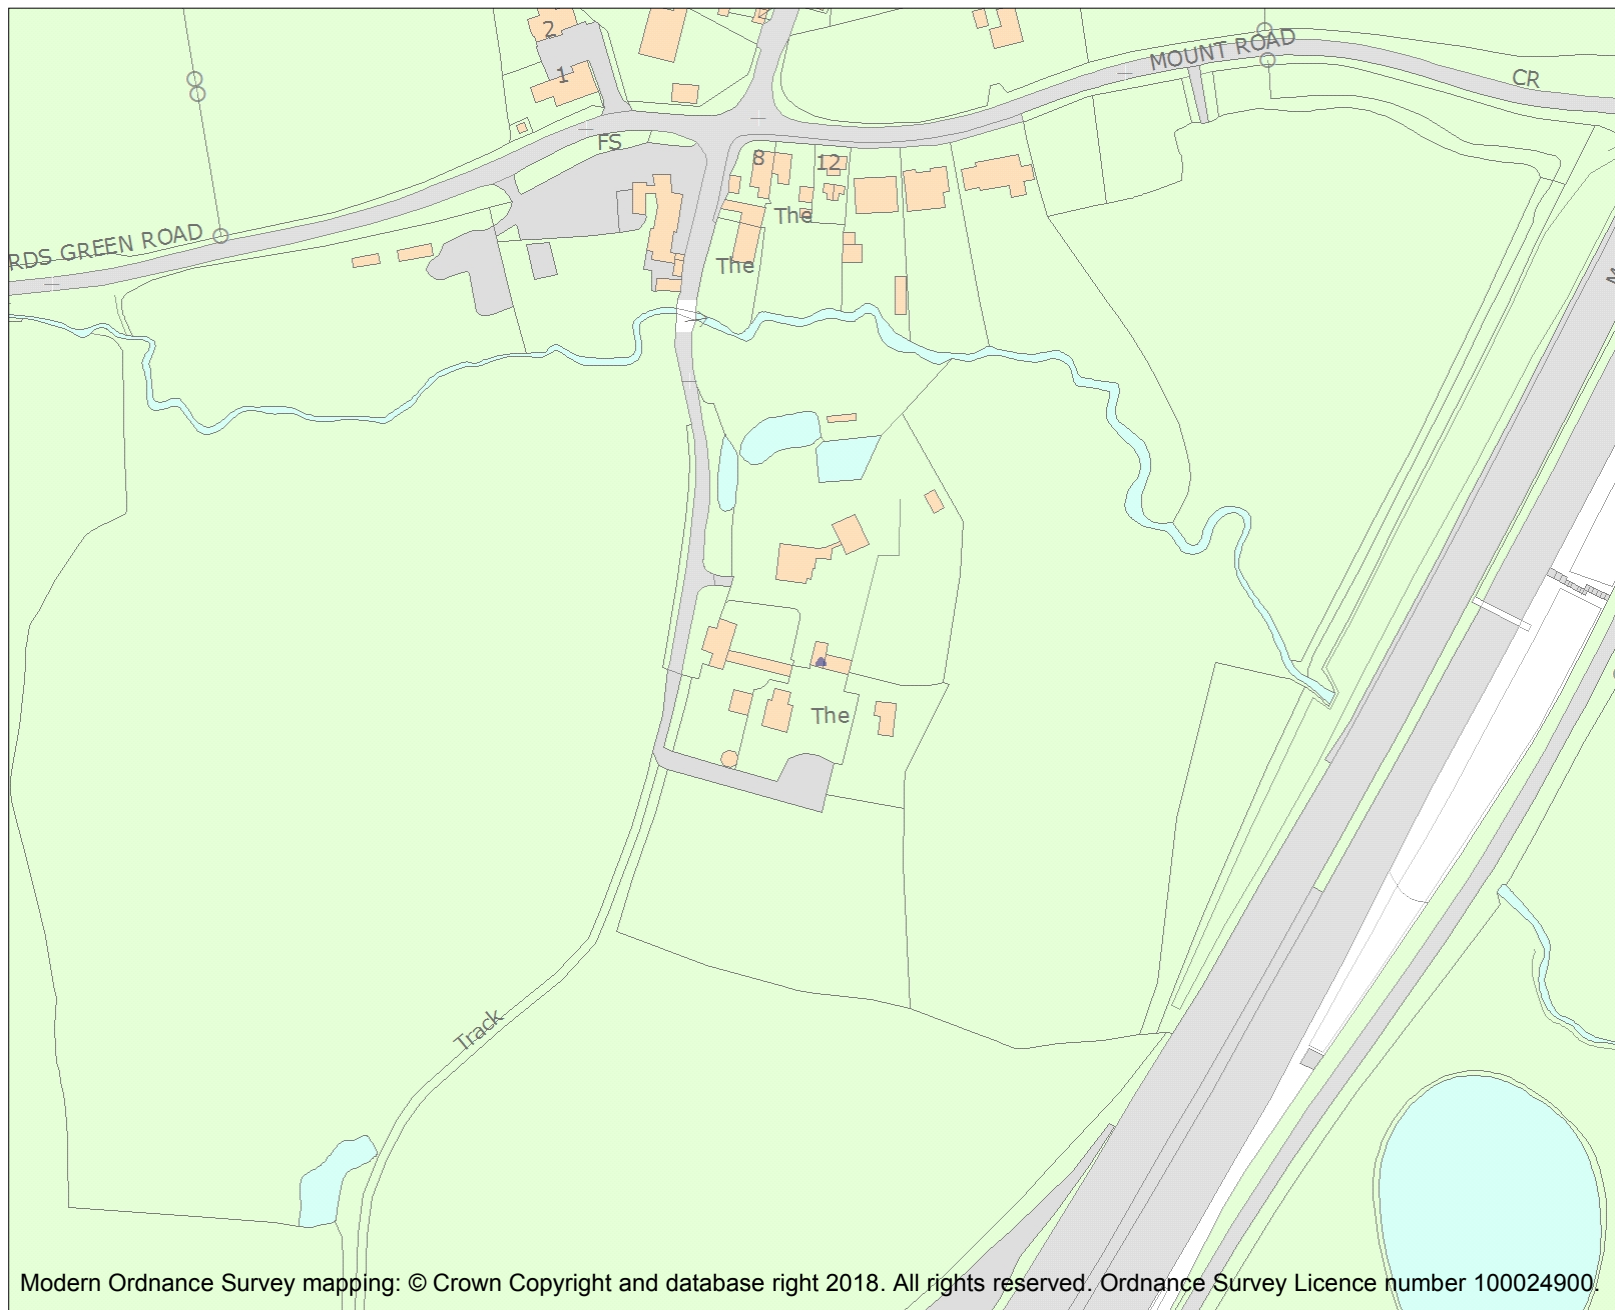 2
2
1
MOUNT ROAD
CR
FS
8
12
The
RDS GREEN ROAD
The
M
The
Track
Modern Ordnance Survey mapping: © Crown Copyright and database right 2018. All rights reserved. Ordnance Survey Licence number 100024900.